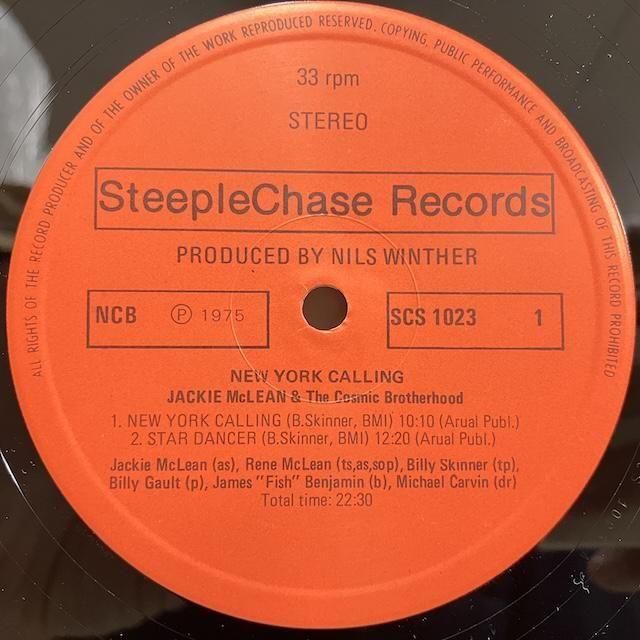 ALL RIGHTS OF THE RECORD PRODUCER AND OF THE OWNER OF THE WORK REPRODUCED RESERVED. COPYING, PUBLIC PERFORMANCE AND BROADCASTING OF THIS RECORD PROHIBITED
33 rpm
STEREO
SteepleChase Records
PRODUCED BY NILS WINTHER
NCB Ⓟ 1975 SCS 1023 1
NEW YORK CALLING
JACKIE McLEAN & The Cosmic Brotherhood
1. NEW YORK CALLING (B.Skinner, BMI) 10:10 (Arual Publ.)
2. STAR DANCER (B.Skinner, BMI) 12:20 (Arual Publ.)
Jackie McLean (as), Rene McLean (ts,as,sop), Billy Skinner (tp),
Billy Gault (p), James "Fish" Benjamin (b), Michael Carvin (dr)
Total time: 22:30